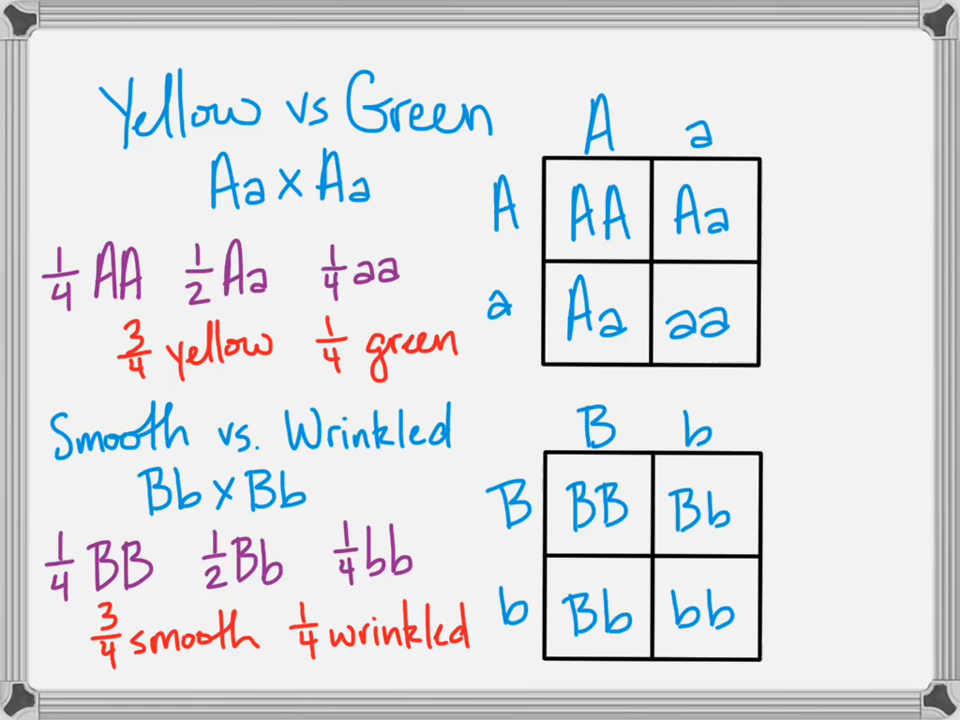 Yellow vs Green
Aa x Aa
1/4 AA 1/2 Aa 1/4 aa
3/4 yellow 1/4 green
A a
A AA Aa
a Aa aa
Smooth vs. Wrinkled
Bb x Bb
1/4 BB 1/2 Bb 1/4 bb
3/4 smooth 1/4 wrinkled
B b
B BB Bb
b Bb bb